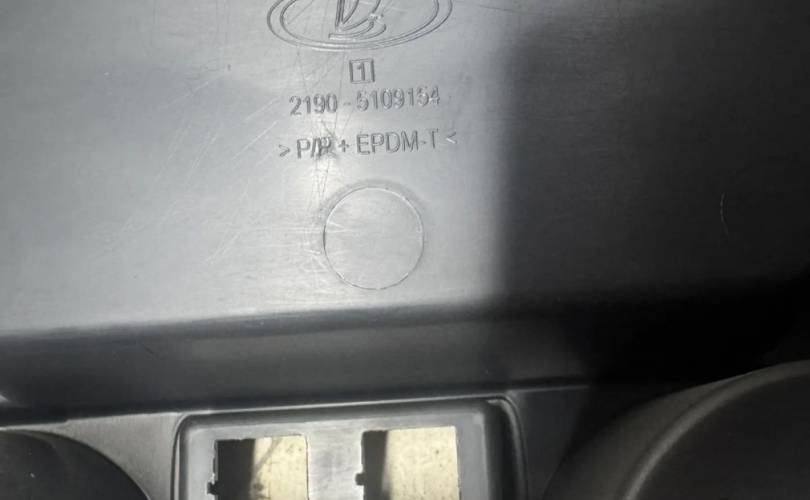 1
2190 - 5109154
> P/P + EPDM-T <